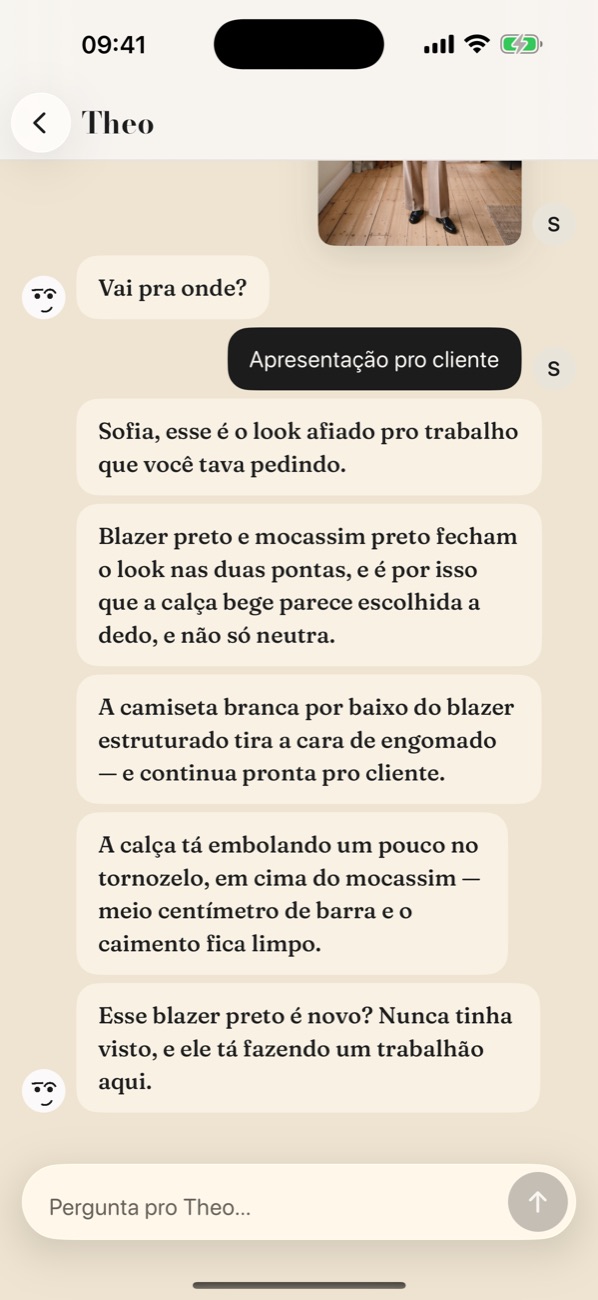 09:41
Theo
S
Vai pra onde?
Apresentação pro cliente
S
Sofia, esse é o look afiado pro trabalho
que você tava pedindo.
Blazer preto e mocassim preto fecham
o look nas duas pontas, e é por isso
que a calça bege parece escolhida a
dedo, e não só neutra.
A camiseta branca por baixo do blazer
estruturado tira a cara de engomado
— e continua pronta pro cliente.
A calça tá embolando um pouco no
tornozelo, em cima do mocassim —
meio centímetro de barra e o
caimento fica limpo.
Esse blazer preto é novo? Nunca tinha
visto, e ele tá fazendo um trabalhão
aqui.
Pergunta pro Theo...